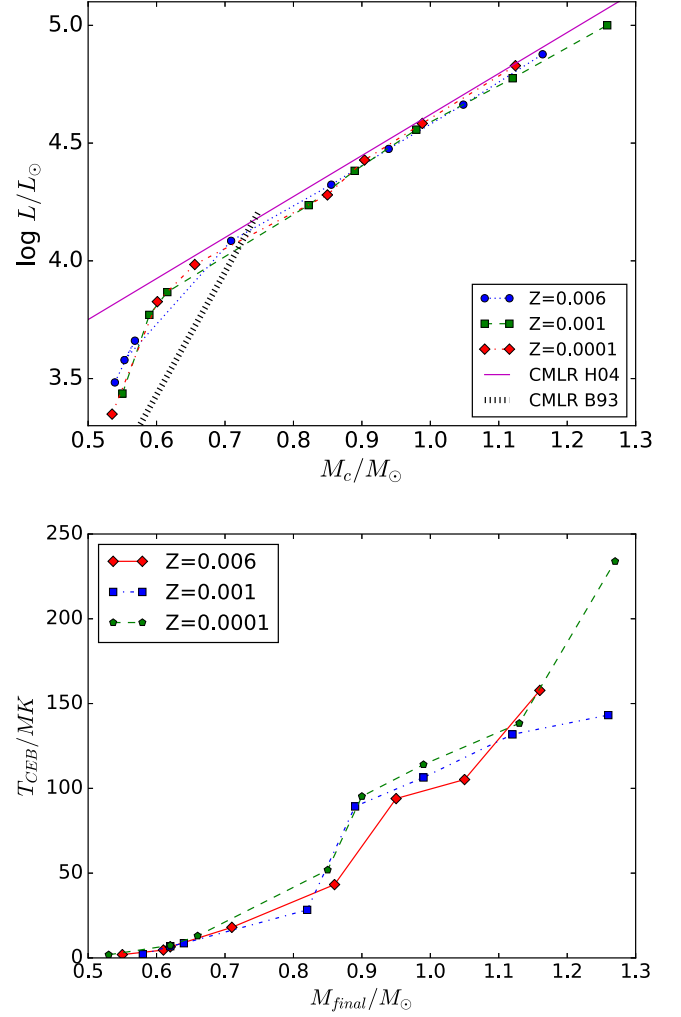 5.0
4.5
4.0
3.5
log L/L⊙
0.5 0.6 0.7 0.8 0.9 1.0 1.1 1.2 1.3
M_c/M⊙
Z=0.006
Z=0.001
Z=0.0001
CMLR H04
CMLR B93
250
200
150
100
50
0
T_CEB/MK
Z=0.006
Z=0.001
Z=0.0001
0.5 0.6 0.7 0.8 0.9 1.0 1.1 1.2 1.3
M_final/M⊙